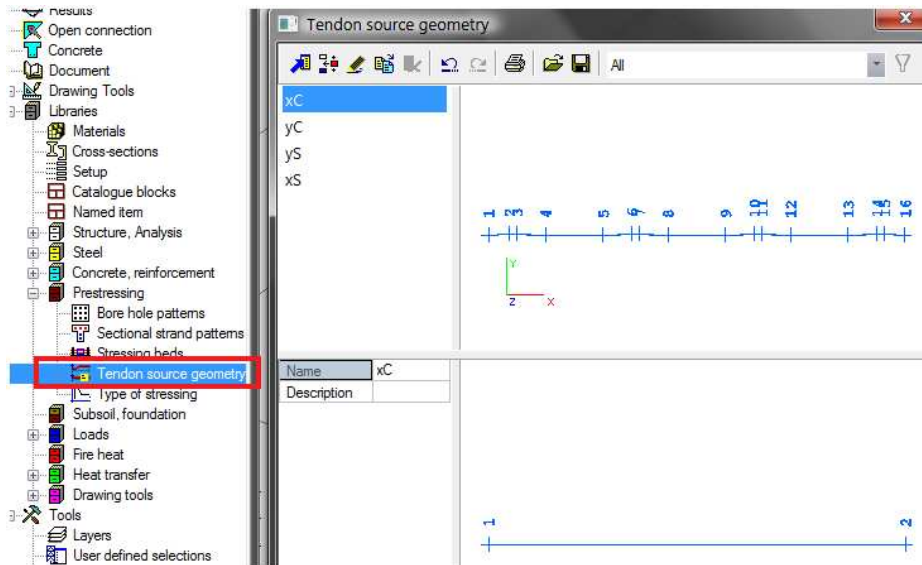 Results
Open connection
Concrete
Document
Drawing Tools
Libraries
Materials
Cross-sections
Setup
Catalogue blocks
Named item
Structure, Analysis
Steel
Concrete, reinforcement
Prestressing
Bore hole patterns
Sectional strand patterns
Stressing beds
Tendon source geometry
Type of stressing
Subsoil, foundation
Loads
Fire heat
Heat transfer
Drawing tools
Tools
Layers
User defined selections
Tendon source geometry
All
xC
yC
yS
xS
1 2 3 4 5 6 7 8 9 10 11 12 13 14 15 16
Y
Z X
Name xC
Description
1 2